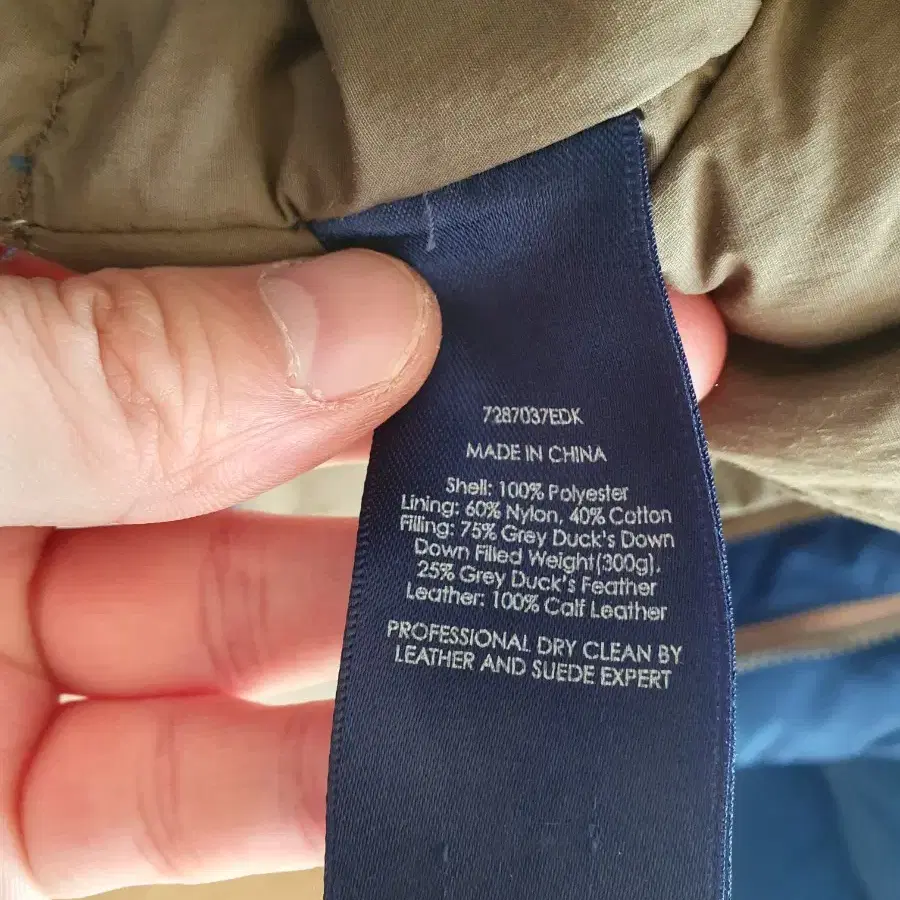 7287037EDK
MADE IN CHINA
Shell: 100% Polyester
Lining: 60% Nylon, 40% Cotton
Filling: 75% Grey Duck's Down
Down Filled Weight(300g),
25% Grey Duck's Feather
Leather: 100% Calf Leather
PROFESSIONAL DRY CLEAN BY
LEATHER AND SUEDE EXPERT